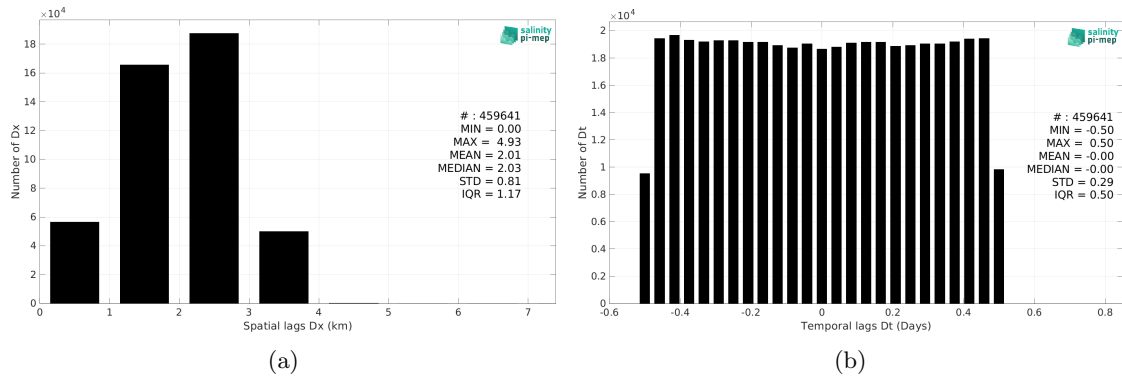 ×10⁴
18
16
14
12
10
8
6
4
2
0
Number of Dx
0 1 2 3 4 5 6 7
Spatial lags Dx (km)
salinity
pi-mep
# : 459641
MIN = 0.00
MAX = 4.93
MEAN = 2.01
MEDIAN = 2.03
STD = 0.81
IQR = 1.17
(a)
×10⁴
2
1.8
1.6
1.4
1.2
1
0.8
0.6
0.4
0.2
0
Number of Dt
-0.6 -0.4 -0.2 0 0.2 0.4 0.6 0.8
Temporal lags Dt (Days)
salinity
pi-mep
# : 459641
MIN = -0.50
MAX = 0.50
MEAN = -0.00
MEDIAN = -0.00
STD = 0.29
IQR = 0.50
(b)